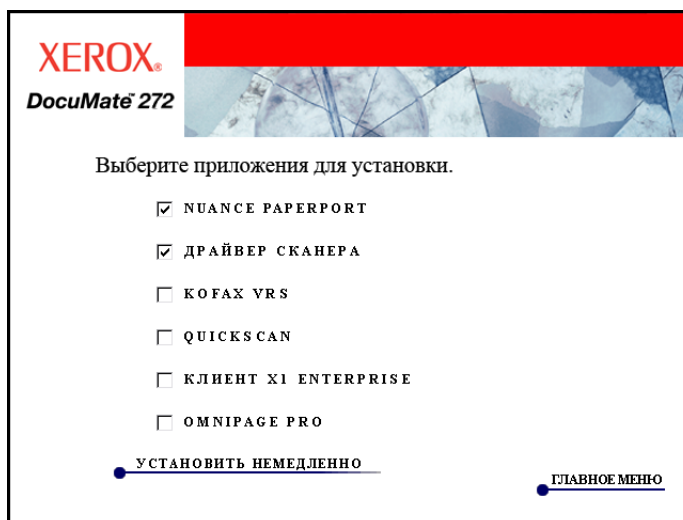 XEROX®
DocuMate™ 272
Выберите приложения для установки.
NUANCE PAPERPORT
ДРАЙВЕР СКАНЕРА
KOFAX VRS
QUICKSCAN
КЛИЕНТ X1 ENTERPRISE
OMNIPAGE PRO
УСТАНОВИТЬ НЕМЕДЛЕННО
ГЛАВНОЕ МЕНЮ